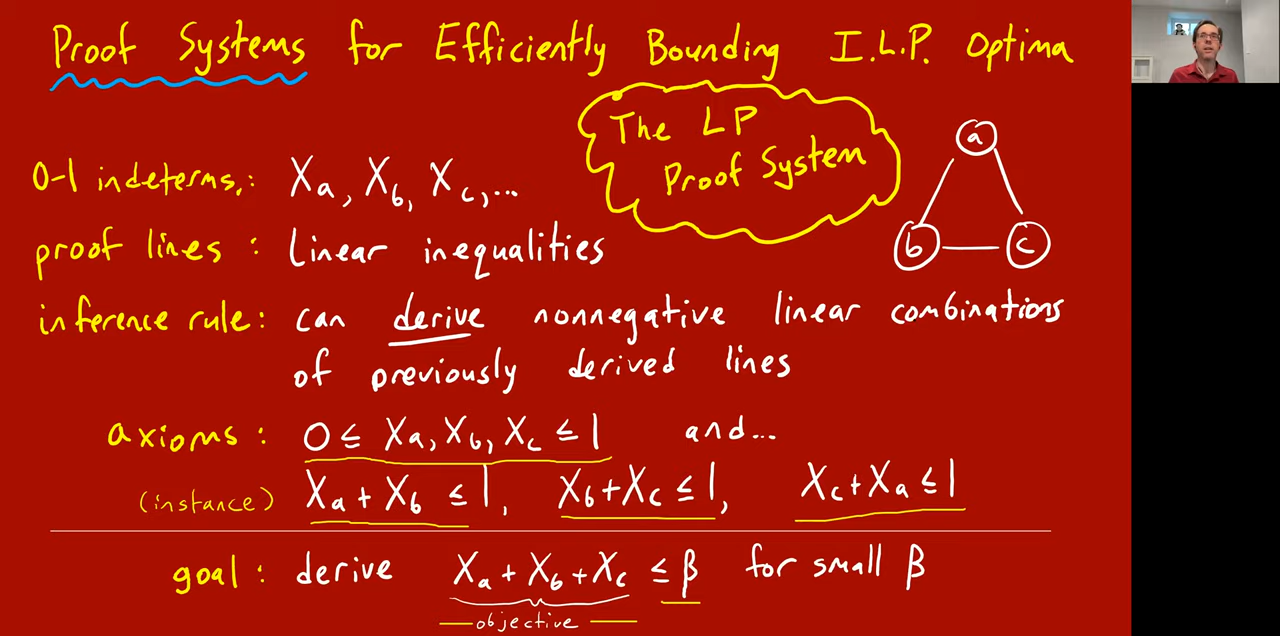 Proof Systems for Efficiently Bounding I.L.P. Optima
The LP
Proof System
a
b
c
0-1 indeterms.: Xa, Xb, Xc, ...
proof lines: Linear inequalities
inference rule: can derive nonnegative linear combinations
of previously derived lines
axioms: 0 ≤ Xa, Xb, Xc ≤ 1 and...
(instance) Xa + Xb ≤ 1, Xb + Xc ≤ 1, Xc + Xa ≤ 1
goal: derive Xa + Xb + Xc ≤ β for small β
objective